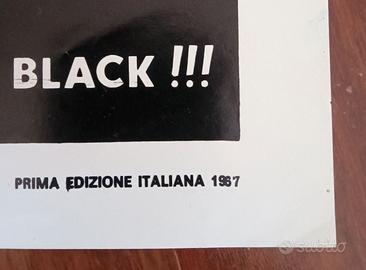 BLACK !!!
PRIMA EDIZIONE ITALIANA 1967
subito